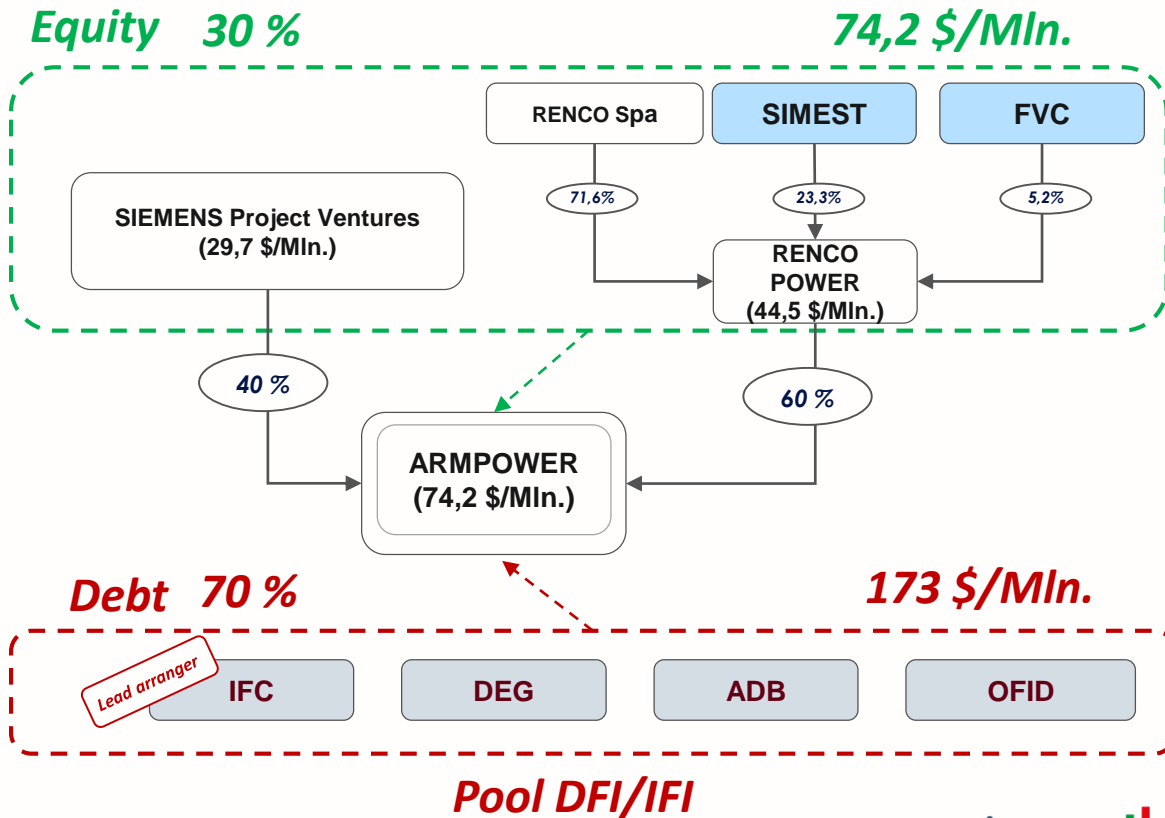 Equity 30 % 74,2 $/Mln.
RENCO Spa
SIMEST
FVC
71,6%
23,3%
5,2%
SIEMENS Project Ventures
(29,7 $/Mln.)
RENCO
POWER
(44,5 $/Mln.)
40 %
60 %
ARMPOWER
(74,2 $/Mln.)
Debt 70 % 173 $/Mln.
Lead arranger
IFC
DEG
ADB
OFID
Pool DFI/IFI